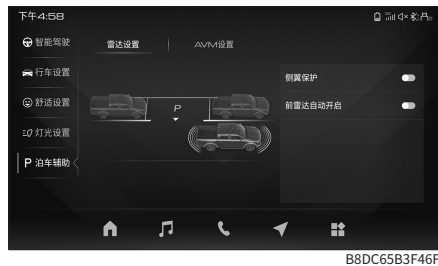 下午4:58
智能驾驶
雷达设置
AVM设置
行车设置
侧翼保护
舒适设置
前雷达自动开启
灯光设置
P 泊车辅助
P
B8DC65B3F46F